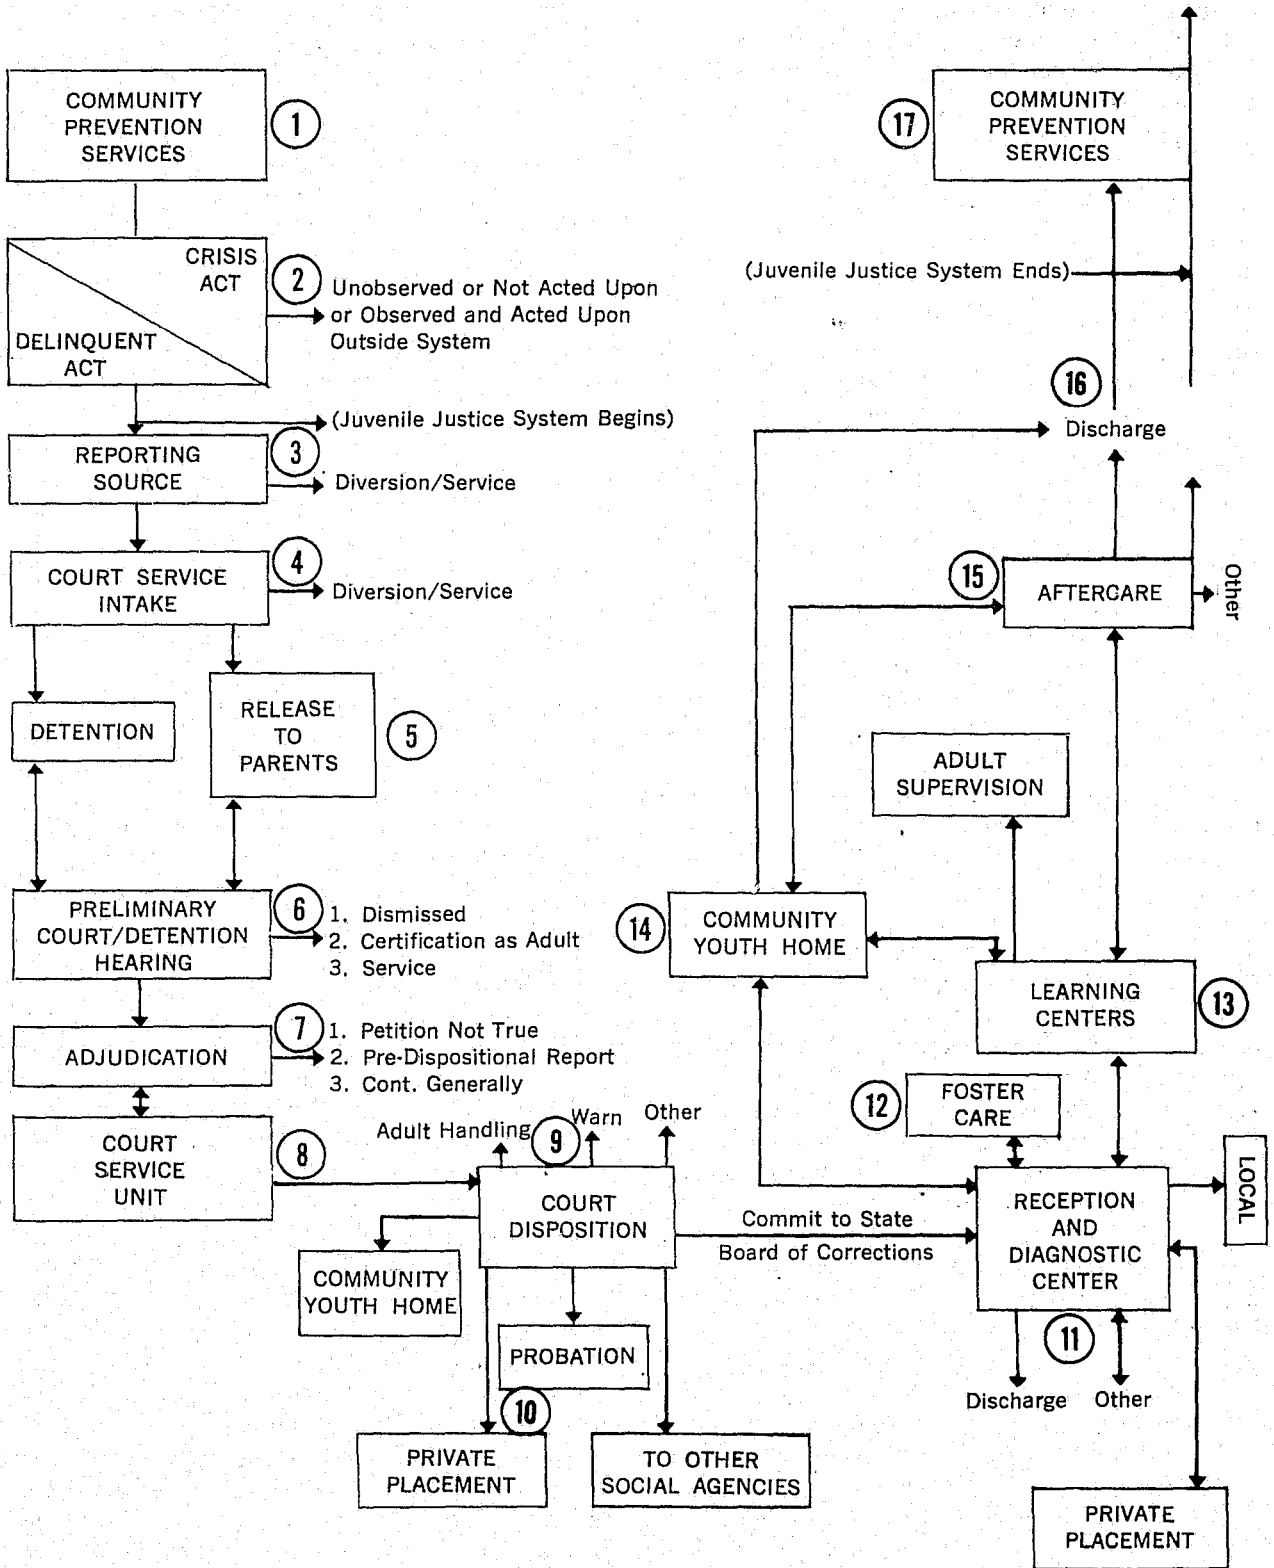 COMMUNITY
PREVENTION
SERVICES
1
CRISIS
ACT
DELINQUENT
ACT
2
Unobserved or Not Acted Upon
or Observed and Acted Upon
Outside System
(Juvenile Justice System Begins)
REPORTING
SOURCE
3
Diversion/Service
COURT SERVICE
INTAKE
4
Diversion/Service
DETENTION
RELEASE
TO
PARENTS
5
PRELIMINARY
COURT/DETENTION
HEARING
6
1. Dismissed
2. Certification as Adult
3. Service
ADJUDICATION
7
1. Petition Not True
2. Pre-Dispositional Report
3. Cont. Generally
COURT
SERVICE
UNIT
8
Adult Handling
9
Warn
Other
COURT
DISPOSITION
COMMUNITY
YOUTH HOME
PROBATION
10
PRIVATE
PLACEMENT
TO OTHER
SOCIAL AGENCIES
Commit to State
Board of Corrections
17
COMMUNITY
PREVENTION
SERVICES
(Juvenile Justice System Ends)
16
Discharge
15
AFTERCARE
Other
ADULT
SUPERVISION
14
COMMUNITY
YOUTH HOME
LEARNING
CENTERS
13
12
FOSTER
CARE
LOCAL
RECEPTION
AND
DIAGNOSTIC
CENTER
11
Discharge
Other
PRIVATE
PLACEMENT